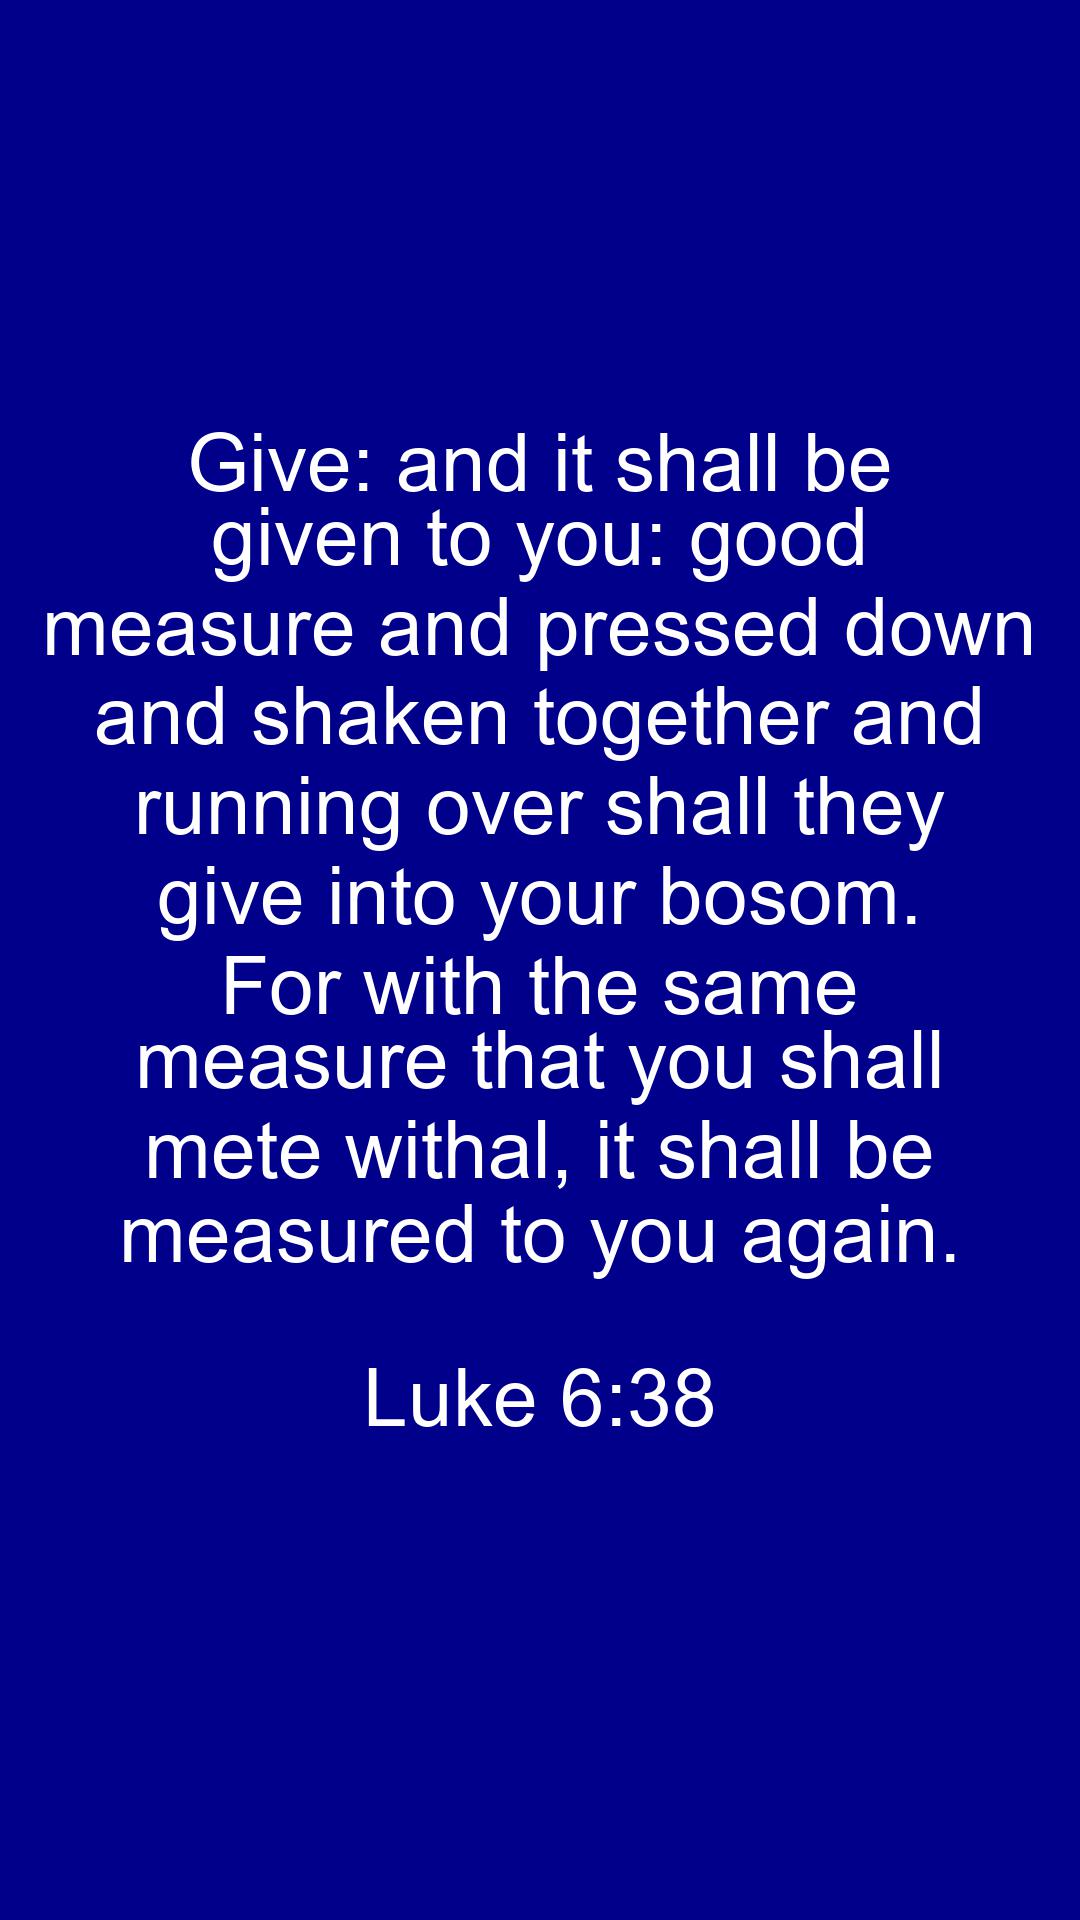 Give: and it shall be
given to you: good
measure and pressed down
and shaken together and
running over shall they
give into your bosom.
For with the same
measure that you shall
mete withal, it shall be
measured to you again.
Luke 6:38